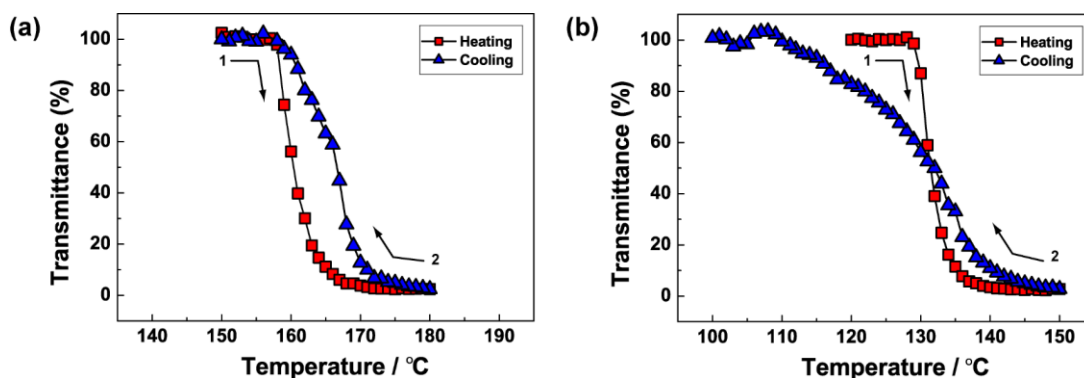 (a)
100
80
60
40
20
0
Transmittance (%)
Heating
Cooling
1
2
140 150 160 170 180 190
Temperature / °C
(b)
100
80
60
40
20
0
Transmittance (%)
Heating
Cooling
1
2
100 110 120 130 140 150
Temperature / °C